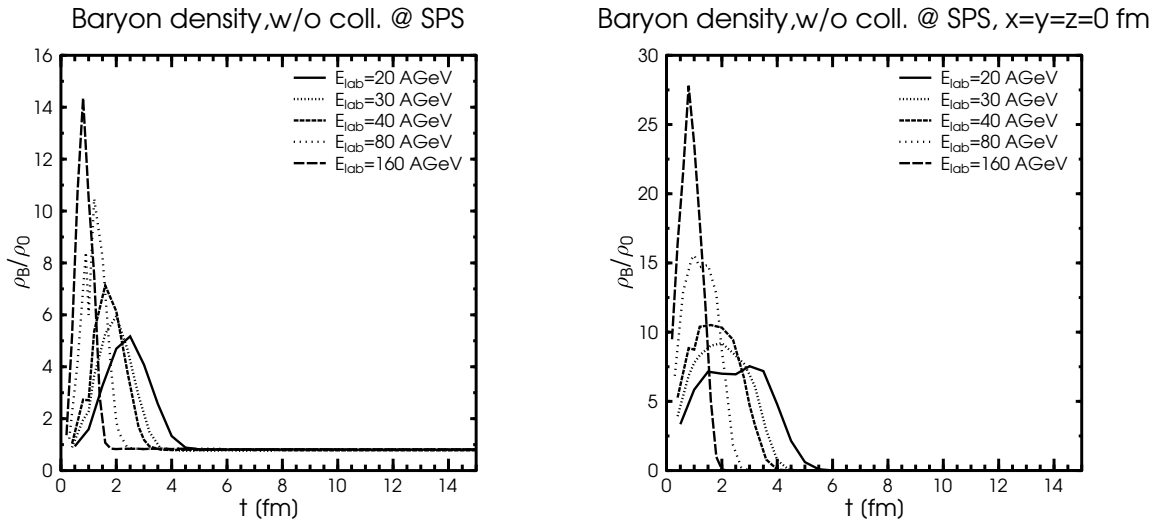 Baryon density,w/o coll. @ SPS
16
14
12
10
8
6
4
2
0
ρB/ρ0
0 2 4 6 8 10 12 14
t (fm)
Elab=20 AGeV
Elab=30 AGeV
Elab=40 AGeV
Elab=80 AGeV
Elab=160 AGeV
Baryon density,w/o coll. @ SPS, x=y=z=0 fm
30
25
20
15
10
5
0
ρB/ρ0
0 2 4 6 8 10 12 14
t (fm)
Elab=20 AGeV
Elab=30 AGeV
Elab=40 AGeV
Elab=80 AGeV
Elab=160 AGeV